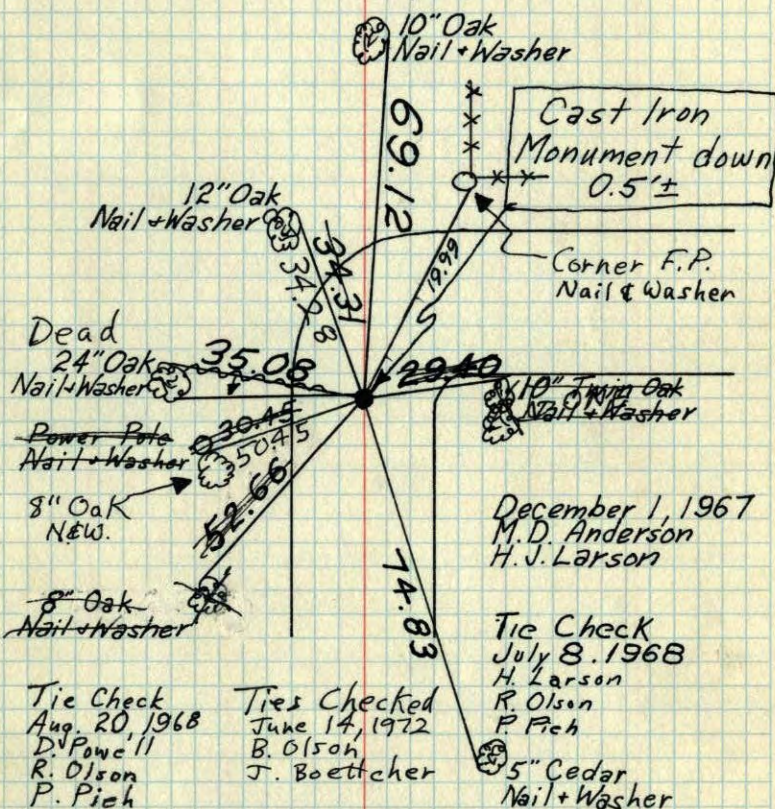 10" Oak
Nail + Washer
69.12
Cast Iron
Monument down
0.5'±
12" Oak
Nail + Washer
34.31
34.28
19.99
Corner F.P.
Nail & Washer
Dead
24" Oak
Nail + Washer
35.08
29.40
10" Twin Oak
Nail + Washer
Power Pole
Nail + Washer
30.45
50.45
8" Oak
N&W.
52.66
8" Oak
Nail + Washer
74.83
December 1, 1967
M.D. Anderson
H.J. Larson
Tie Check
July 8. 1968
H. Larson
R. Olson
P. Pich
Tie Check
Aug. 20, 1968
D. Powell
R. Olson
P. Pich
Ties Checked
June 14, 1972
B. Olson
J. Boettcher
5" Cedar
Nail + Washer